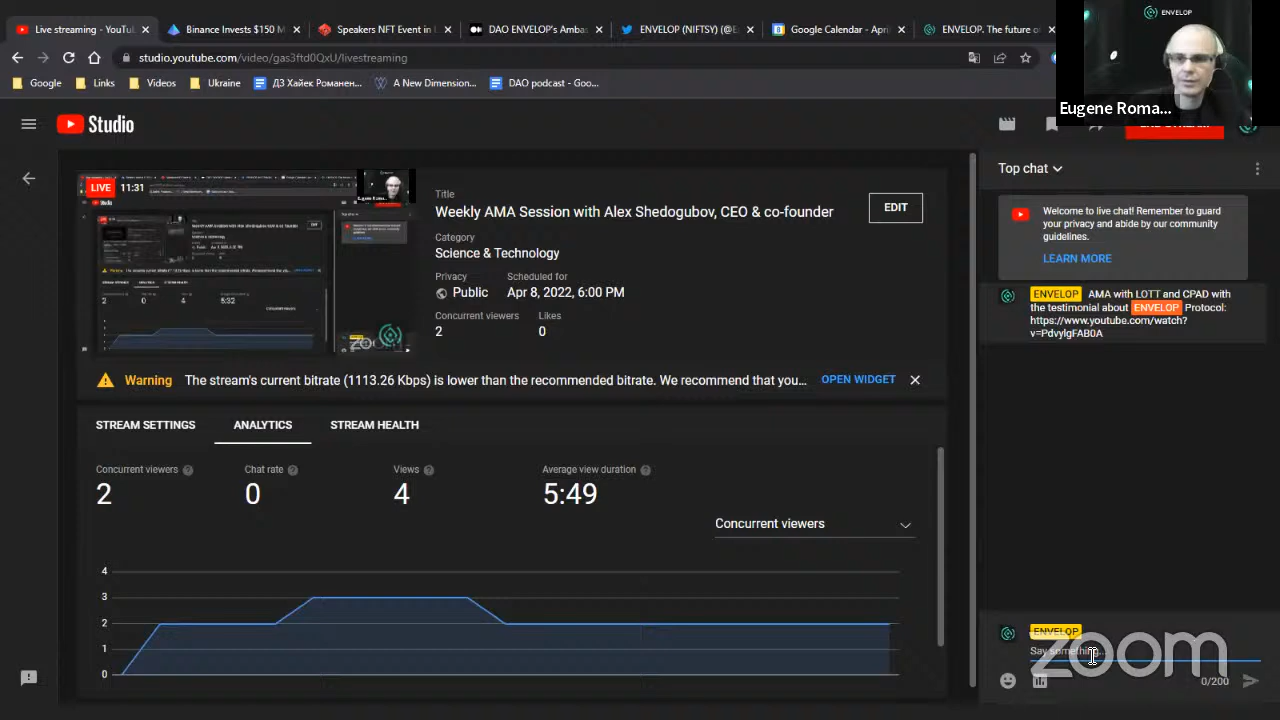 Live streaming - YouTu
Binance Invests $150 M
Speakers NFT Event in L
DAO ENVELOP's Ambas
ENVELOP (NIFTSY) (@E
Google Calendar - April
ENVELOP. The future o
ENVELOP
studio.youtube.com/video/gas3ftd0QxU/livestreaming
Google
Links
Videos
Ukraine
ДЗ Хайек Романен...
A New Dimension...
DAO podcast - Goo...
Eugene Roma...
Studio
END STREAM
LIVE 11:31
Title
Weekly AMA Session with Alex Shedogubov, CEO & co-founder
EDIT
Category
Science & Technology
Privacy
Scheduled for
Public
Apr 8, 2022, 6:00 PM
Concurrent viewers
Likes
2
0
Warning
The stream's current bitrate (1113.26 Kbps) is lower than the recommended bitrate. We recommend that you...
OPEN WIDGET
STREAM SETTINGS
ANALYTICS
STREAM HEALTH
Concurrent viewers
Chat rate
Views
Average view duration
2
0
4
5:49
Concurrent viewers
4
3
2
1
0
Top chat
Welcome to live chat! Remember to guard
your privacy and abide by our community
guidelines.
LEARN MORE
ENVELOP AMA with LOTT and CPAD with
the testimonial about ENVELOP Protocol:
https://www.youtube.com/watch?
v=PdvylgFAB0A
ENVELOP
Say something...
zoom
0/200